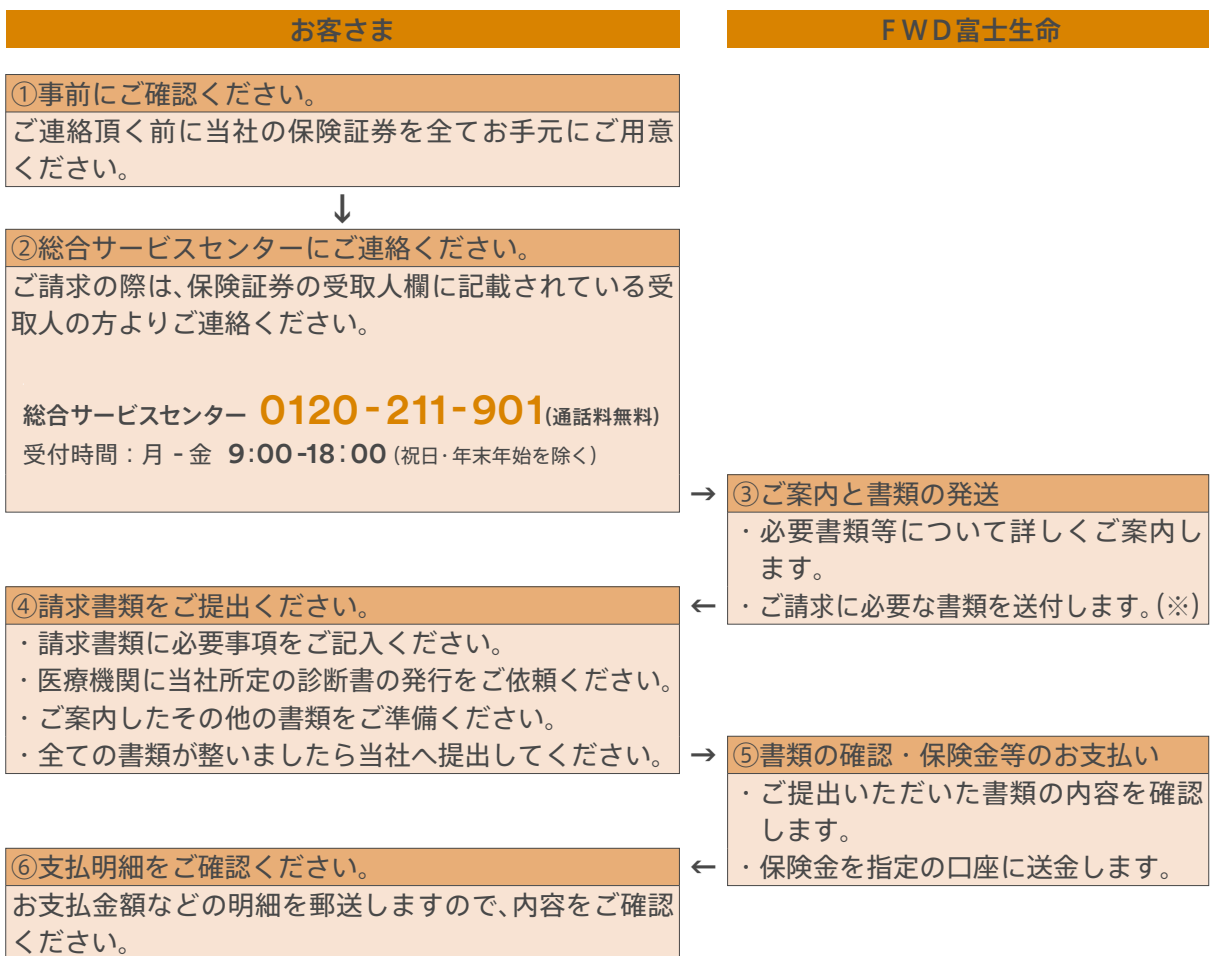 お客さま
FWD富士生命
①事前にご確認ください。
ご連絡頂く前に当社の保険証券を全てお手元にご用意
ください。
↓
②総合サービスセンターにご連絡ください。
ご請求の際は、保険証券の受取人欄に記載されている受
取人の方よりご連絡ください。
総合サービスセンター 0120-211-901(通話料無料)
受付時間：月-金 9:00-18:00(祝日・年末年始を除く)
→
③ご案内と書類の発送
・必要書類等について詳しくご案内し
ます。
・ご請求に必要な書類を送付します。(※)
←
④請求書類をご提出ください。
・請求書類に必要事項をご記入ください。
・医療機関に当社所定の診断書の発行をご依頼ください。
・ご案内したその他の書類をご準備ください。
・全ての書類が整いましたら当社へ提出してください。
→
⑤書類の確認・保険金等のお支払い
・ご提出いただいた書類の内容を確認
します。
・保険金を指定の口座に送金します。
←
⑥支払明細をご確認ください。
お支払金額などの明細を郵送しますので、内容をご確認
ください。